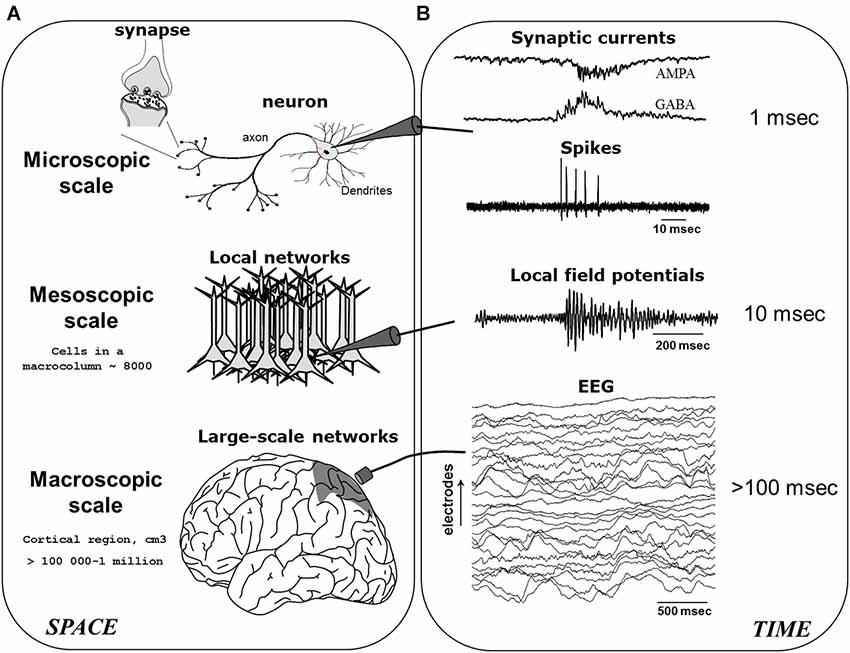 A
synapse
neuron
axon
Dendrites
Microscopic
scale
Local networks
Mesoscopic
scale
Cells in a
macrocolumn ~ 8000
Large-scale networks
Macroscopic
scale
Cortical region, cm3
> 100 000-1 million
SPACE
B
Synaptic currents
AMPA
GABA
1 msec
Spikes
10 msec
Local field potentials
10 msec
200 msec
EEG
electrodes
>100 msec
500 msec
TIME